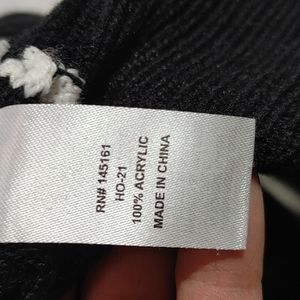 RN# 145161
HO-21
100% ACRYLIC
MADE IN CHINA